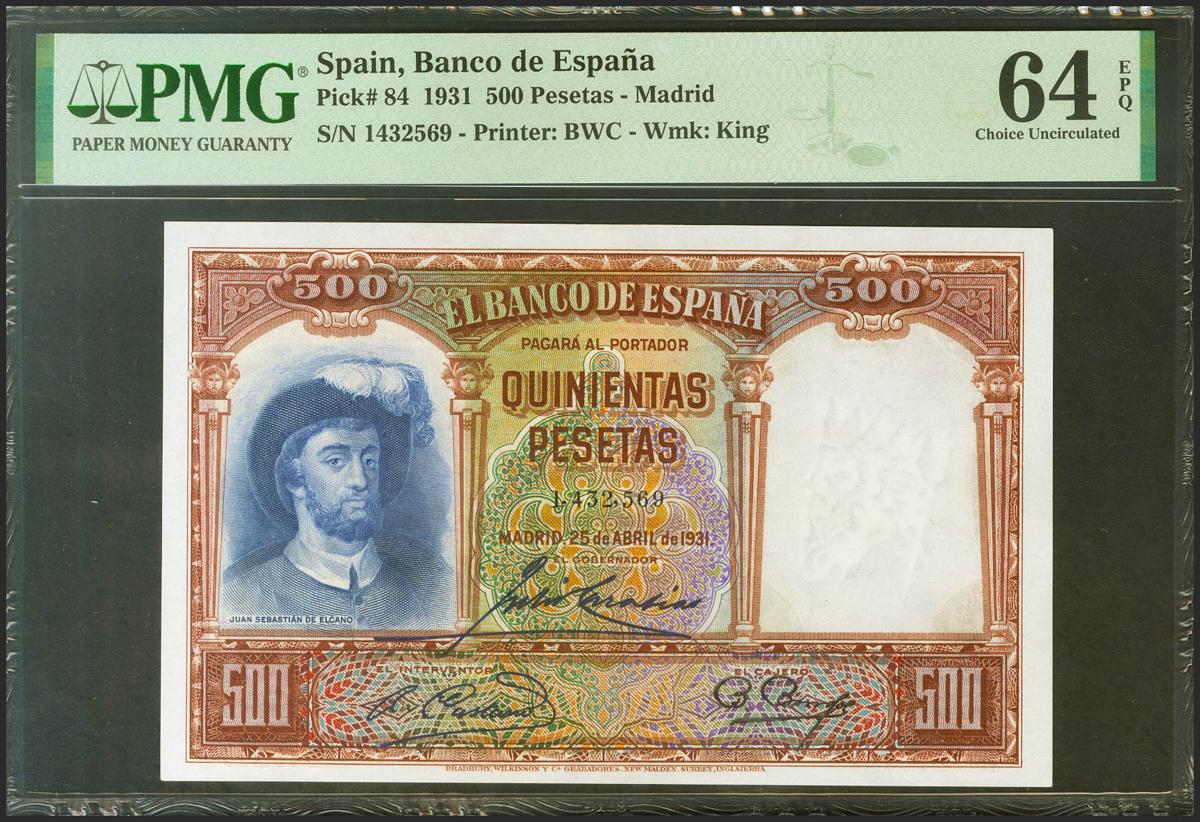 PMG®
PAPER MONEY GUARANTY
Spain, Banco de España
Pick# 84 1931 500 Pesetas - Madrid
S/N 1432569 - Printer: BWC - Wmk: King
64 EPQ
Choice Uncirculated
500
500
EL BANCO DE ESPAÑA
PAGARÁ AL PORTADOR
QUINIENTAS
PESETAS
1,432,569
MADRID 25 de ABRIL de 1931
EL GOBERNADOR
JUAN SEBASTIÁN DE ELCANO
500
EL INTERVENTOR
EL CAJERO
500
BRADBURY, WILKINSON Y Cª GRABADORES, NEW MALDEN, SURREY, INGLATERRA